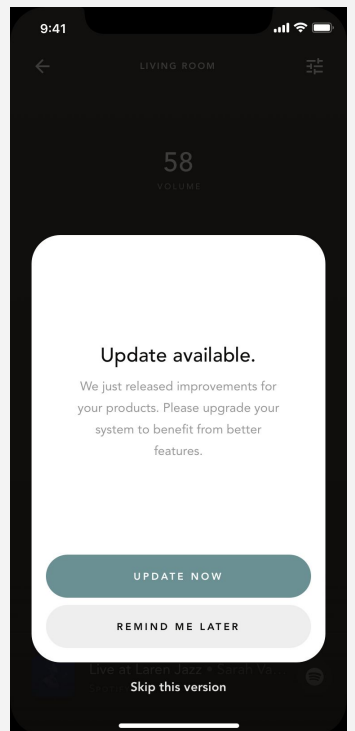 9:41
LIVING ROOM
58
VOLUME
Update available.
We just released improvements for
your products. Please upgrade your
system to benefit from better
features.
UPDATE NOW
REMIND ME LATER
Live at Laren Jazz • Sarah Va...
Skip this version